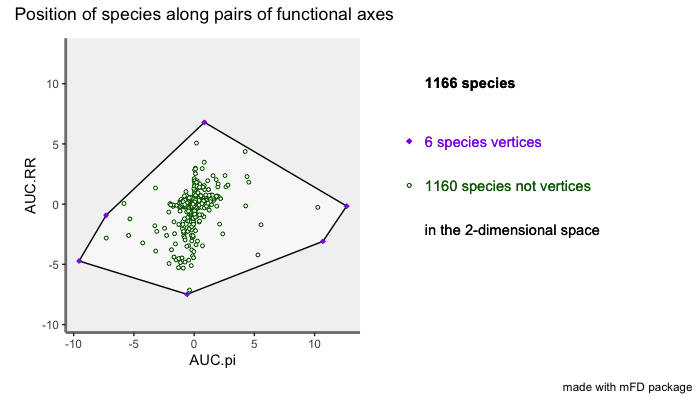 Position of species along pairs of functional axes
AUC.RR
10
5
0
-5
-10
-10
-5
0
5
10
AUC.pi
1166 species
6 species vertices
1160 species not vertices
in the 2-dimensional space
made with mFD package